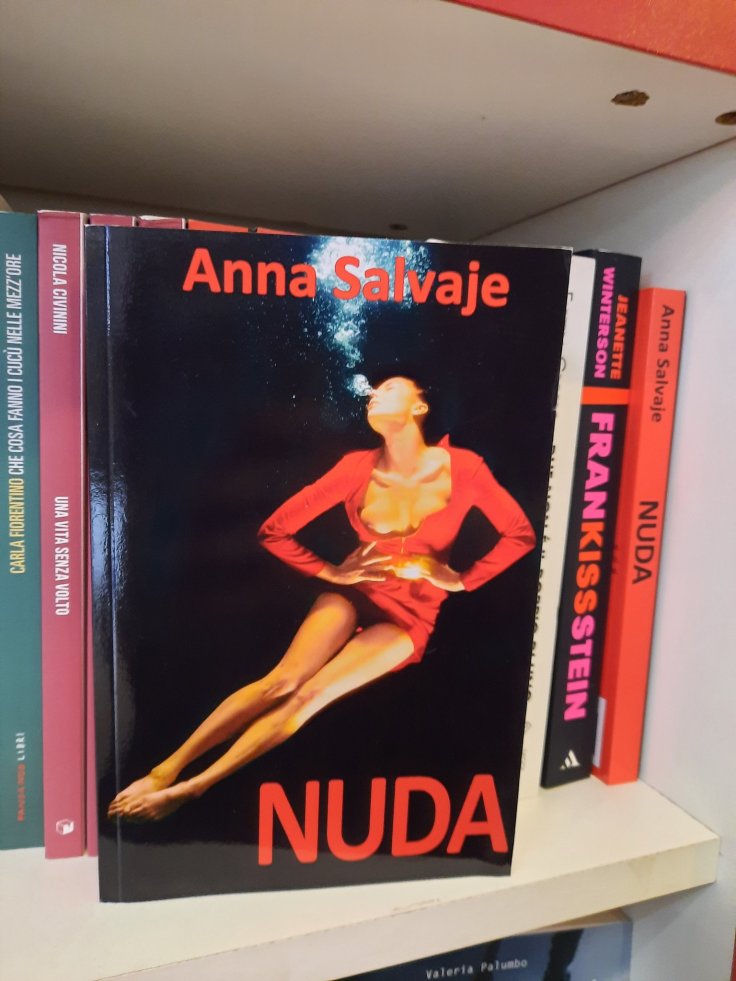 CARLA FIORENTINO CHE COSA FANNO I CUCÙ NELLE MEZZ'ORE
LIBRI
NICOLA CIVININI
UNA VITA SENZA VOLTO
Anna Salvaje
NUDA
JEANETTE
WINTERSON
FRANKISSSTEIN
Anna Salvaje
NUDA
Valeria Palumbo